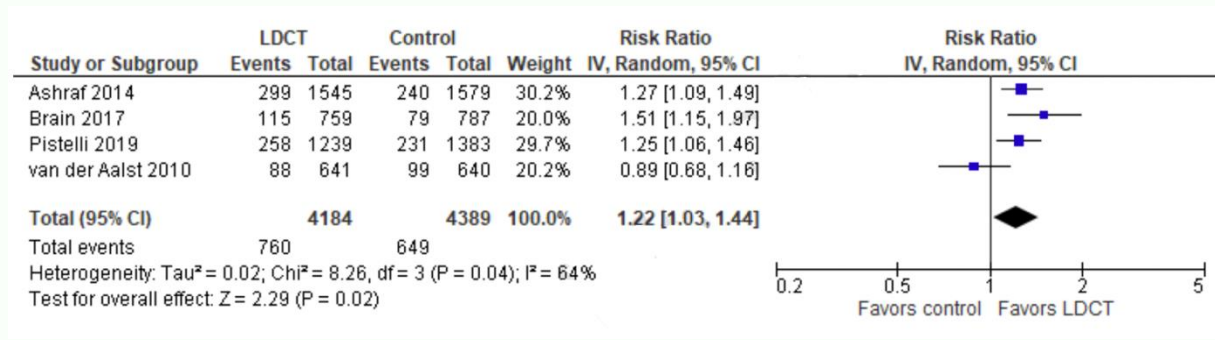 LDCT Control Risk Ratio Risk Ratio
Study or Subgroup Events Total Events Total Weight IV, Random, 95% CI IV, Random, 95% CI
Ashraf 2014 299 1545 240 1579 30.2% 1.27 [1.09, 1.49]
Brain 2017 115 759 79 787 20.0% 1.51 [1.15, 1.97]
Pistelli 2019 258 1239 231 1383 29.7% 1.25 [1.06, 1.46]
van der Aalst 2010 88 641 99 640 20.2% 0.89 [0.68, 1.16]
Total (95% CI) 4184 4389 100.0% 1.22 [1.03, 1.44]
Total events 760 649
Heterogeneity: Tau² = 0.02; Chi² = 8.26, df = 3 (P = 0.04); I² = 64%
Test for overall effect: Z = 2.29 (P = 0.02)
0.2 0.5 1 2 5
Favors control Favors LDCT